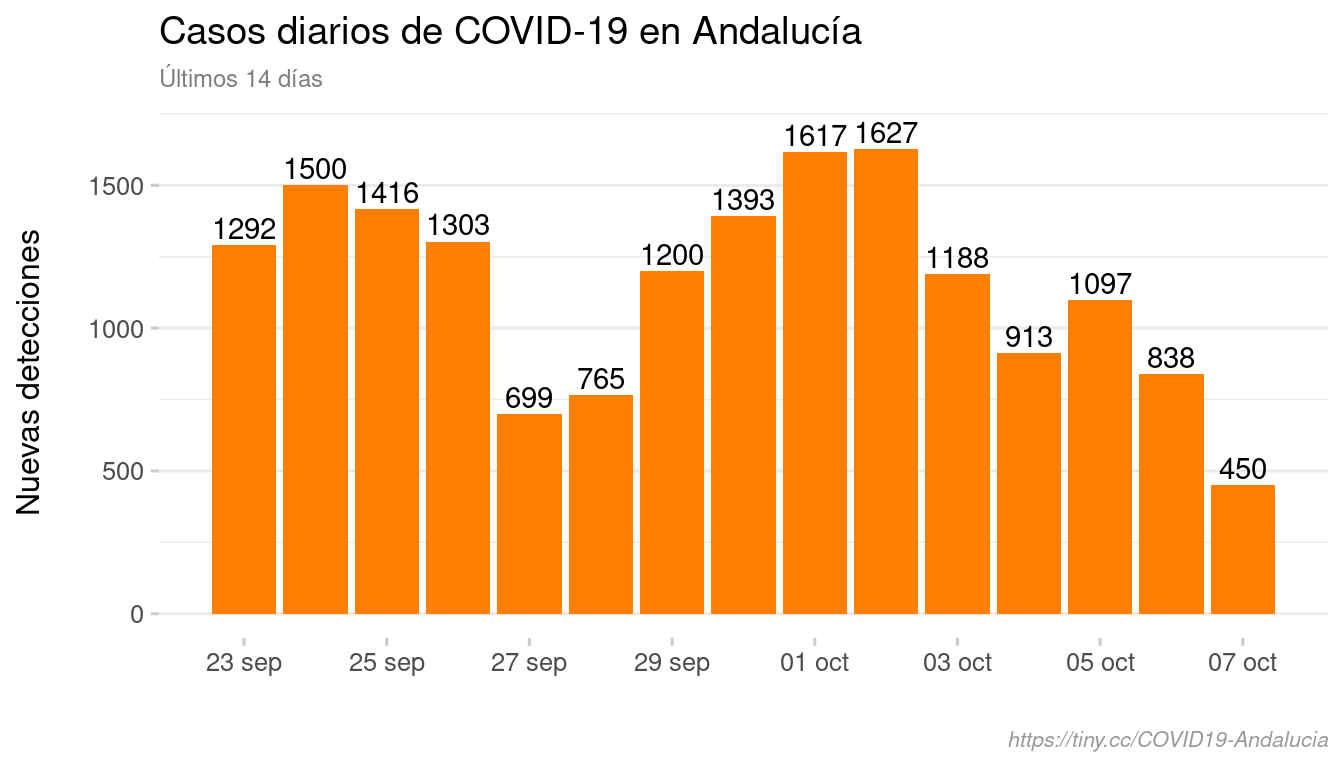 Casos diarios de COVID-19 en Andalucía
Últimos 14 días
Nuevas detecciones
1500
1000
500
0
1292
1500
1416
1303
699
765
1200
1393
1617
1627
1188
913
1097
838
450
23 sep
25 sep
27 sep
29 sep
01 oct
03 oct
05 oct
07 oct
https://tiny.cc/COVID19-Andalucia